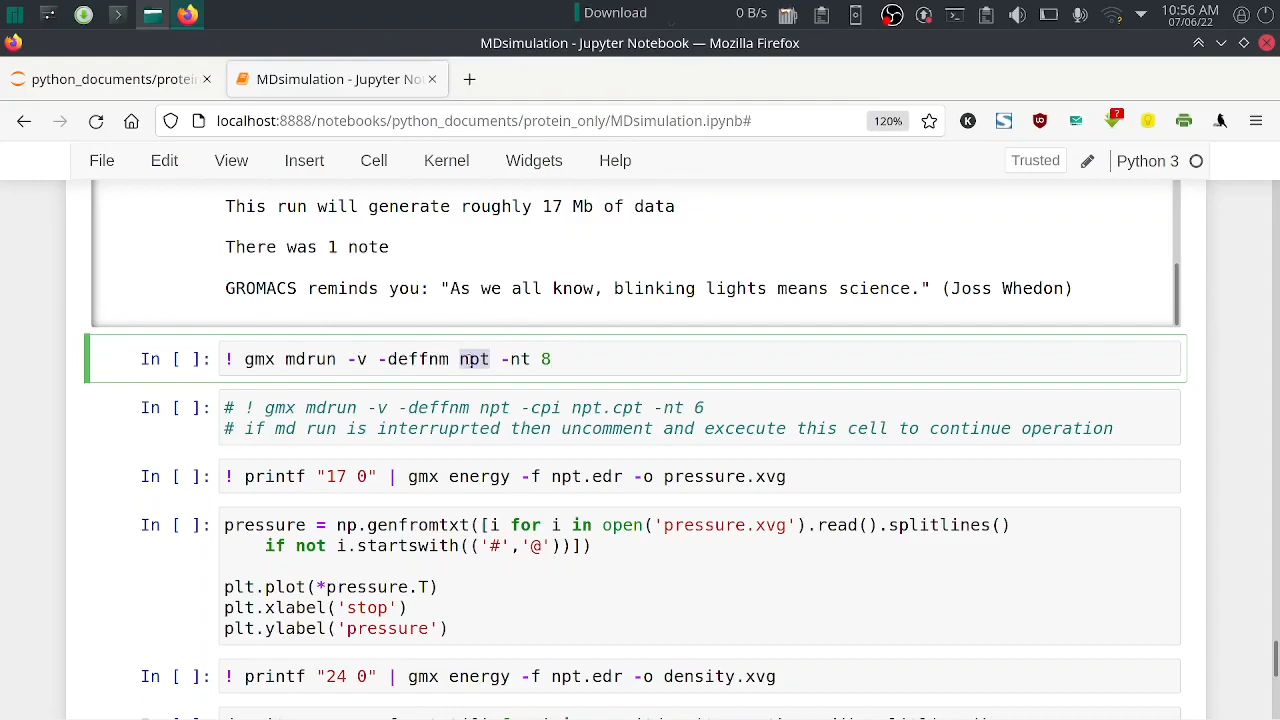 Download
0 B/s
10:56 AM
07/06/22
MDsimulation - Jupyter Notebook — Mozilla Firefox
python_documents/protein
MDsimulation - Jupyter No
localhost:8888/notebooks/python_documents/protein_only/MDsimulation.ipynb#
120%
File Edit View Insert Cell Kernel Widgets Help
Trusted
Python 3
This run will generate roughly 17 Mb of data
There was 1 note
GROMACS reminds you: "As we all know, blinking lights means science." (Joss Whedon)
In [ ]: ! gmx mdrun -v -deffnm npt -nt 8
In [ ]: # ! gmx mdrun -v -deffnm npt -cpi npt.cpt -nt 6
# if md run is interuprted then uncomment and excecute this cell to continue operation
In [ ]: ! printf "17 0" | gmx energy -f npt.edr -o pressure.xvg
In [ ]: pressure = np.genfromtxt([i for i in open('pressure.xvg').read().splitlines()
if not i.startswith(('#','@'))])
plt.plot(*pressure.T)
plt.xlabel('stop')
plt.ylabel('pressure')
In [ ]: ! printf "24 0" | gmx energy -f npt.edr -o density.xvg